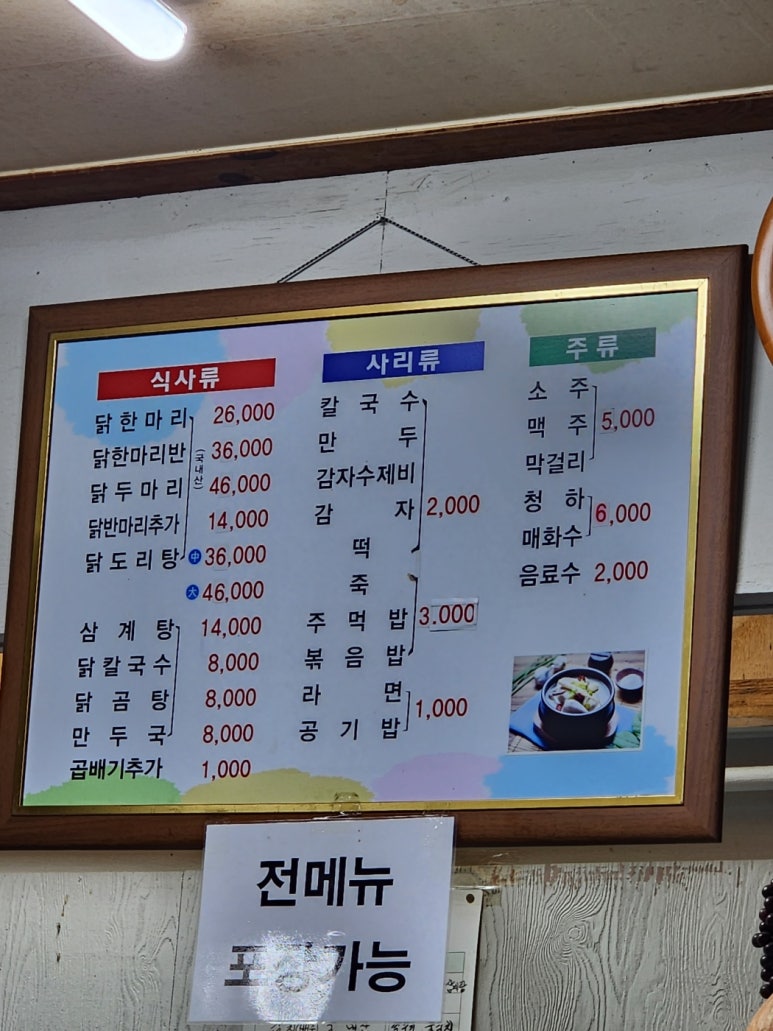 식사류
닭한마리 26,000
닭한마리반 36,000
(국내산)
닭두마리 46,000
닭반마리추가 14,000
닭도리탕 中 36,000
大 46,000
삼계탕 14,000
닭칼국수 8,000
닭곰탕 8,000
만두국 8,000
곱배기추가 1,000
사리류
칼국수
만두
감자수제비
감자 2,000
떡
죽
주먹밥 3.000
볶음밥
라면
공기밥 1,000
주류
소주
맥주 5,000
막걸리
청하 6,000
매화수
음료수 2,000
전메뉴
포장가능